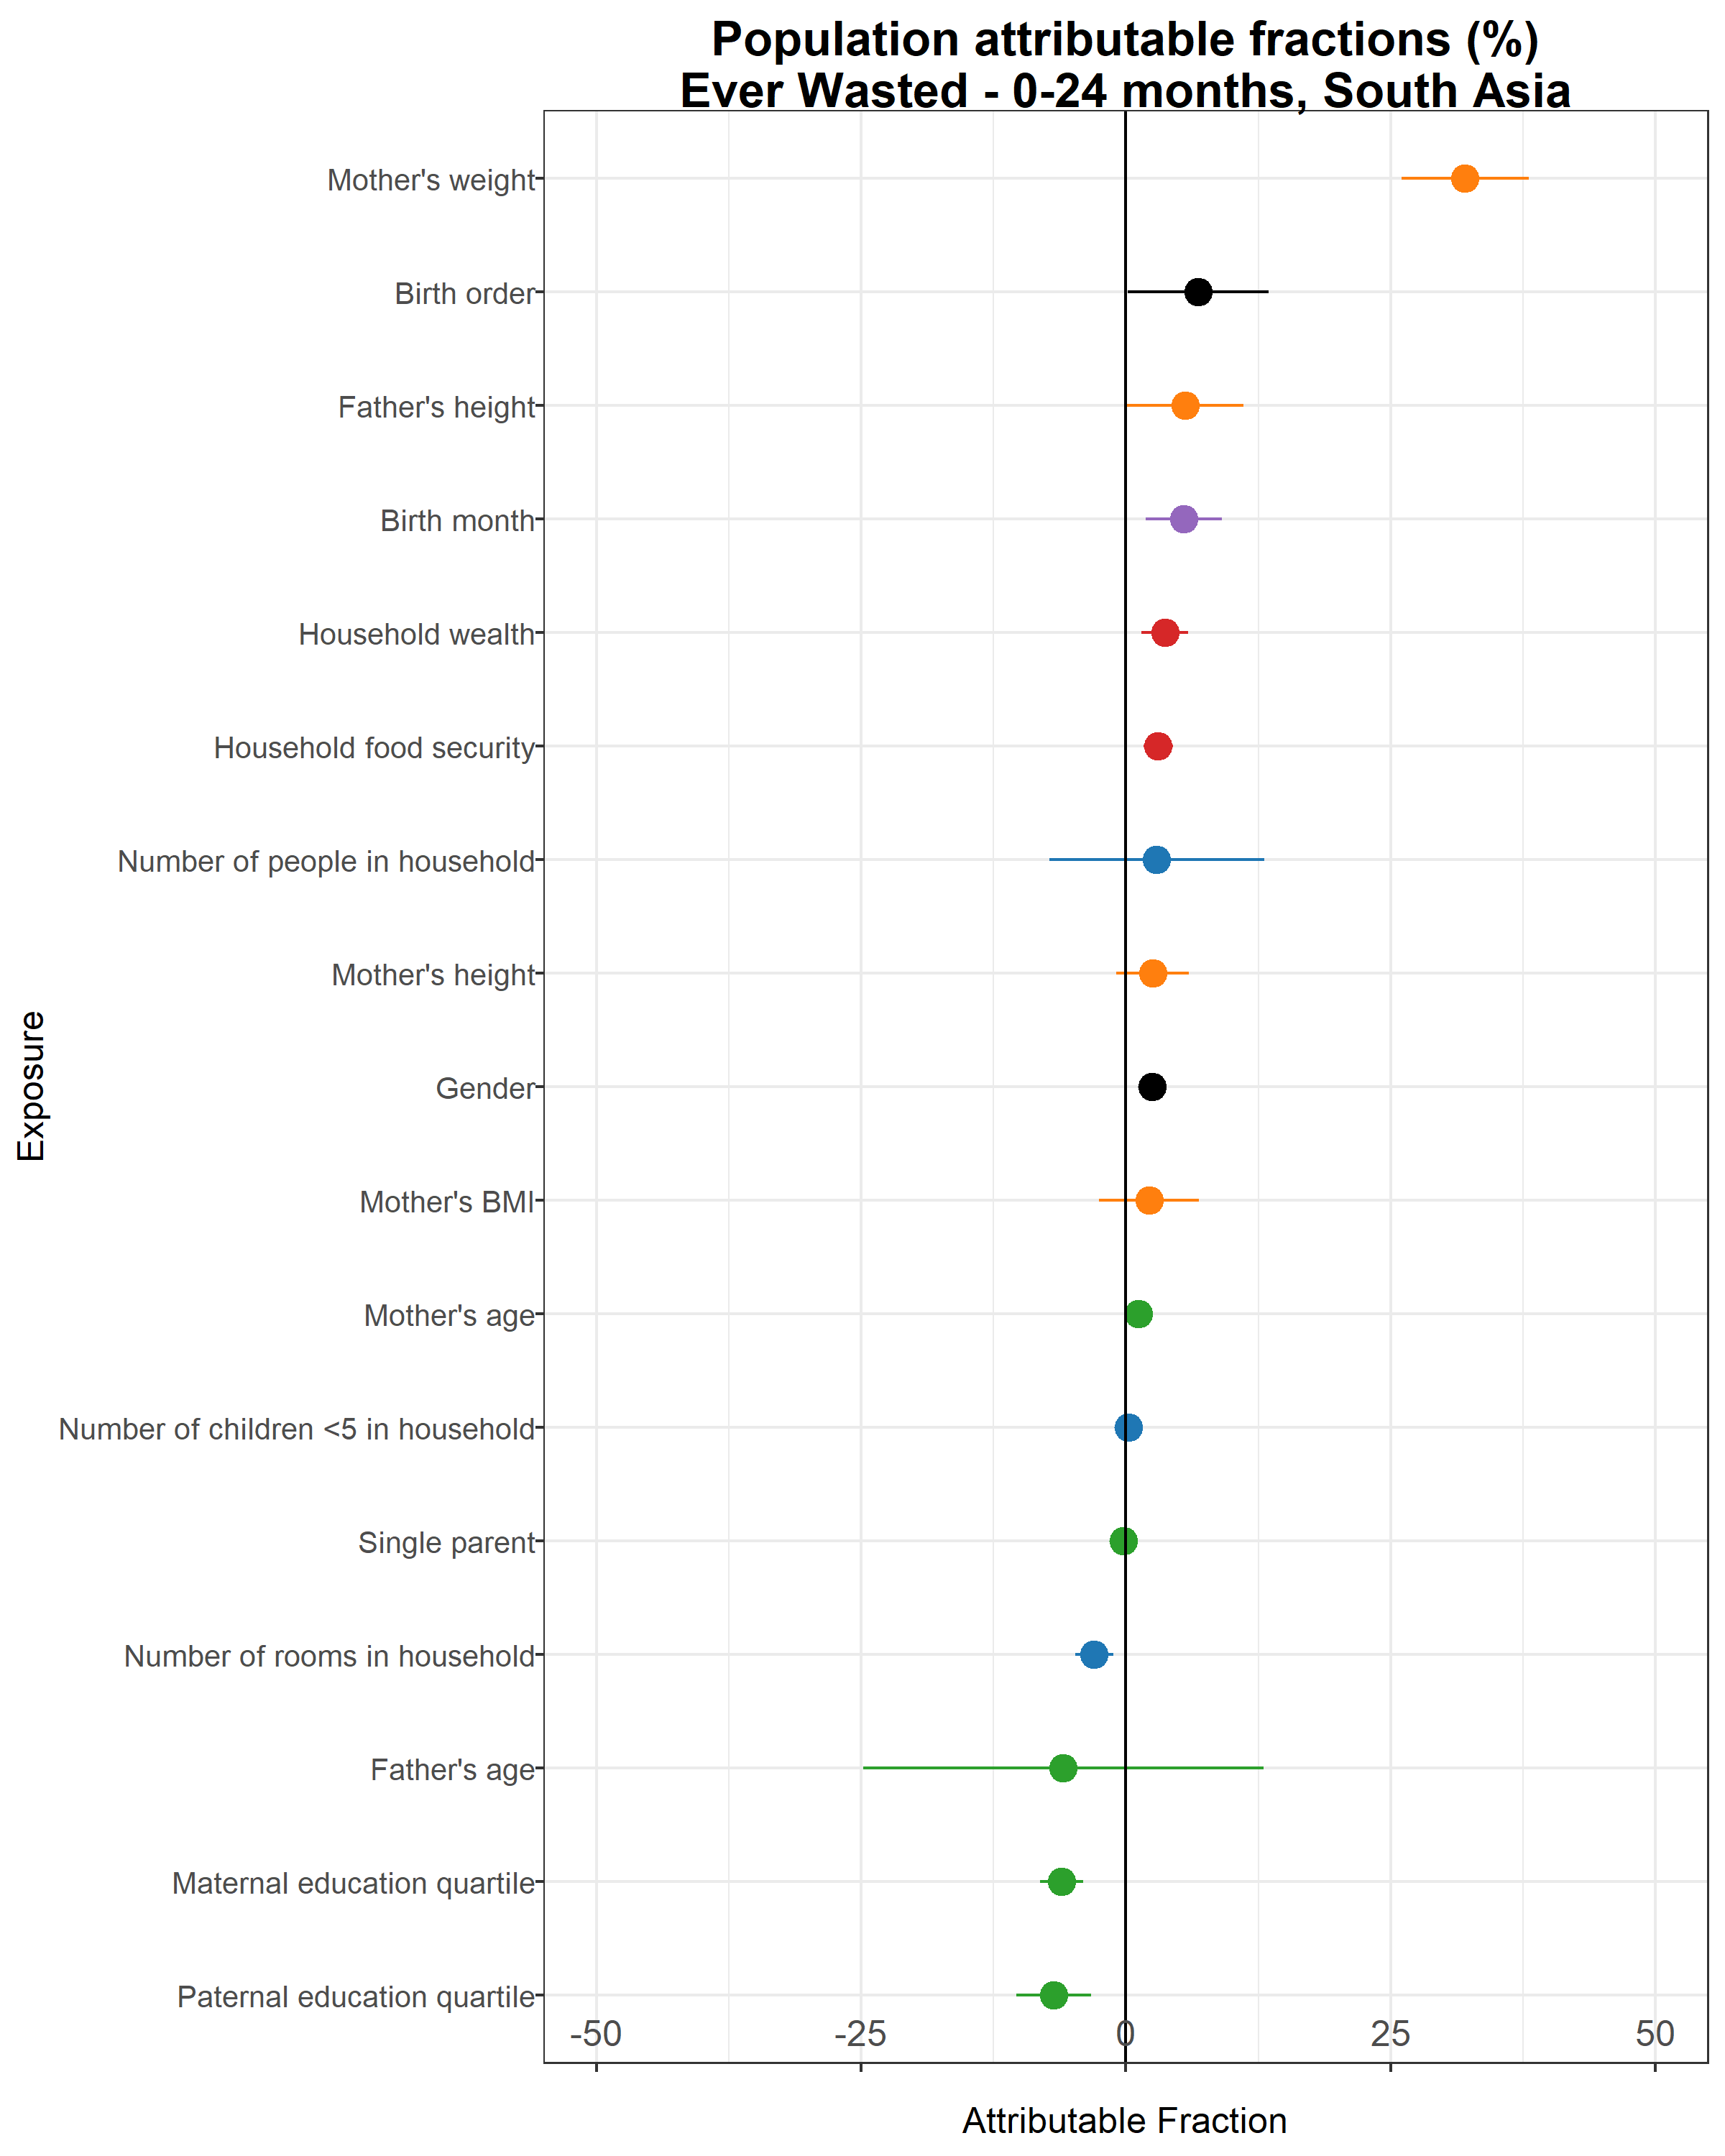 Population attributable fractions (%)
Ever Wasted - 0-24 months, South Asia
Mother's weight
Birth order
Father's height
Birth month
Household wealth
Household food security
Number of people in household
Mother's height
Gender
Mother's BMI
Mother's age
Number of children <5 in household
Single parent
Number of rooms in household
Father's age
Maternal education quartile
Paternal education quartile
Exposure
-50 -25 0 25 50
Attributable Fraction